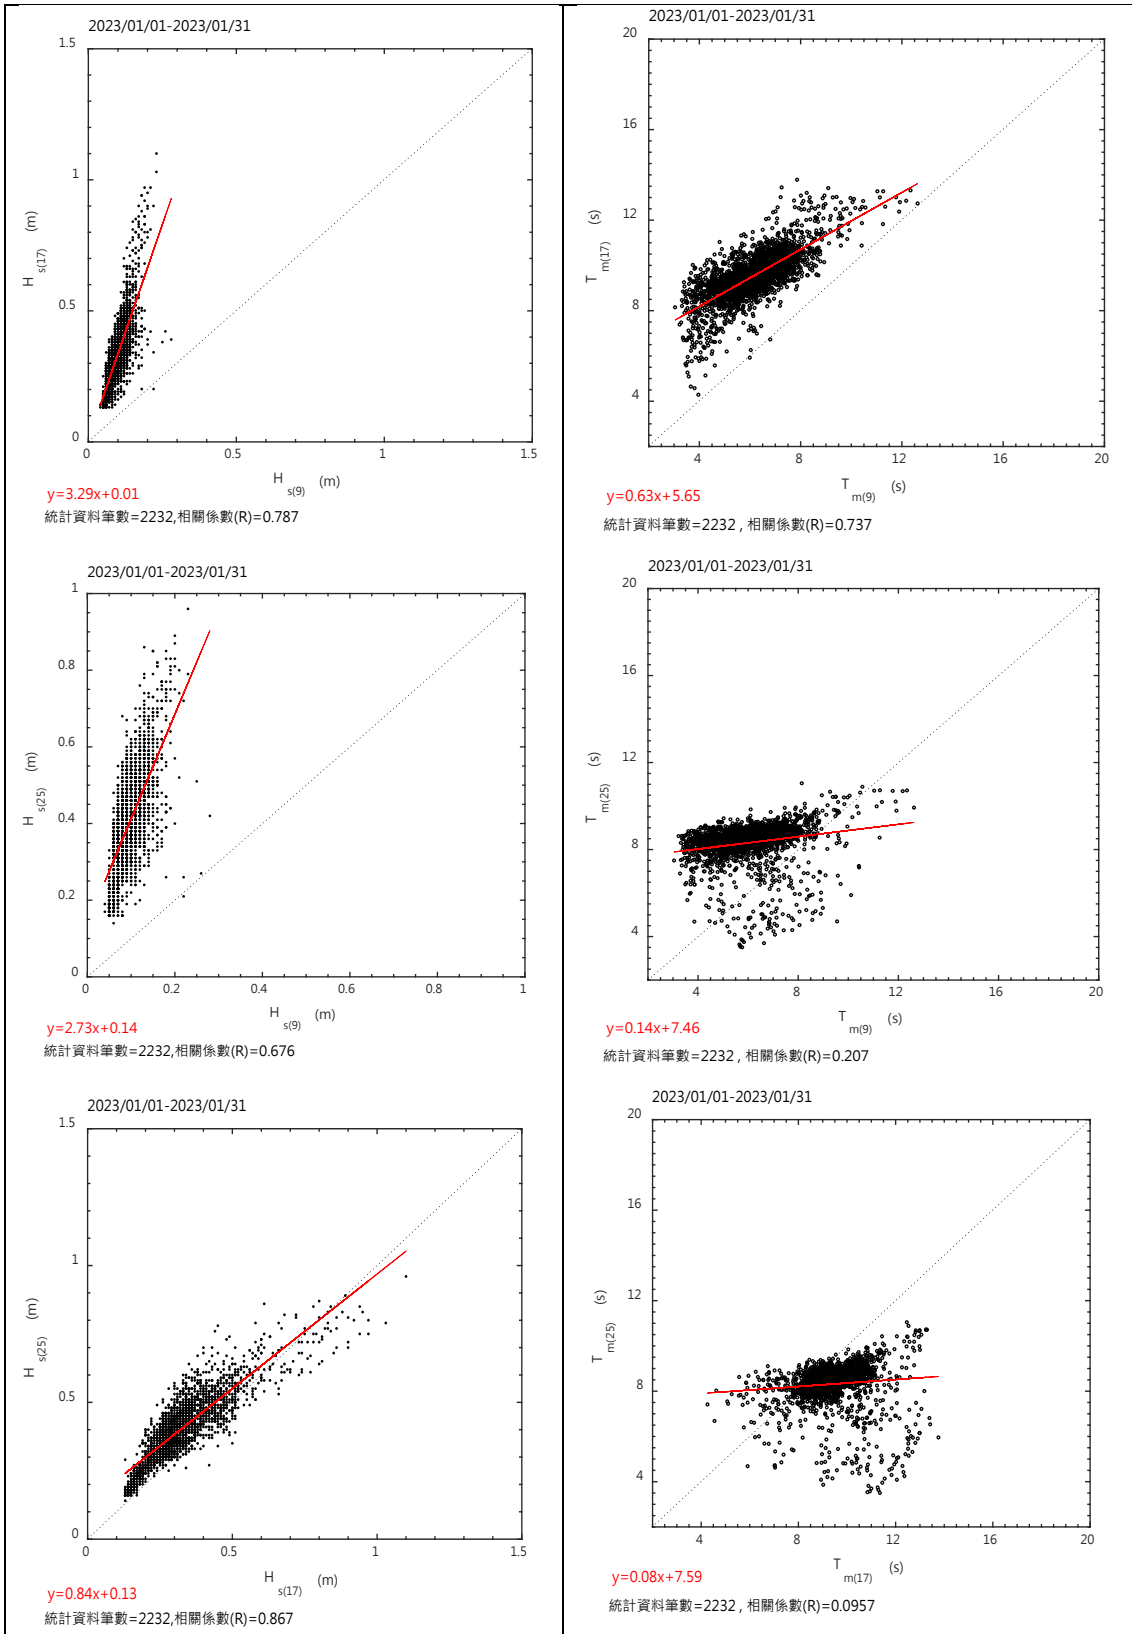 2023/01/01-2023/01/31
1.5
1
0.5
0
0
0.5
1
1.5
H s(17) (m)
H s(9) (m)
y=3.29x+0.01
統計資料筆數=2232,相關係數(R)=0.787
2023/01/01-2023/01/31
20
16
12
8
4
4
8
12
16
20
T m(17) (s)
T m(9) (s)
y=0.63x+5.65
統計資料筆數=2232 , 相關係數(R)=0.737
2023/01/01-2023/01/31
1
0.8
0.6
0.4
0.2
0
0
0.2
0.4
0.6
0.8
1
H s(25) (m)
H s(9) (m)
y=2.73x+0.14
統計資料筆數=2232,相關係數(R)=0.676
2023/01/01-2023/01/31
20
16
12
8
4
4
8
12
16
20
T m(25) (s)
T m(9) (s)
y=0.14x+7.46
統計資料筆數=2232 , 相關係數(R)=0.207
2023/01/01-2023/01/31
1.5
1
0.5
0
0
0.5
1
1.5
H s(25) (m)
H s(17) (m)
y=0.84x+0.13
統計資料筆數=2232,相關係數(R)=0.867
2023/01/01-2023/01/31
20
16
12
8
4
4
8
12
16
20
T m(25) (s)
T m(17) (s)
y=0.08x+7.59
統計資料筆數=2232 , 相關係數(R)=0.0957